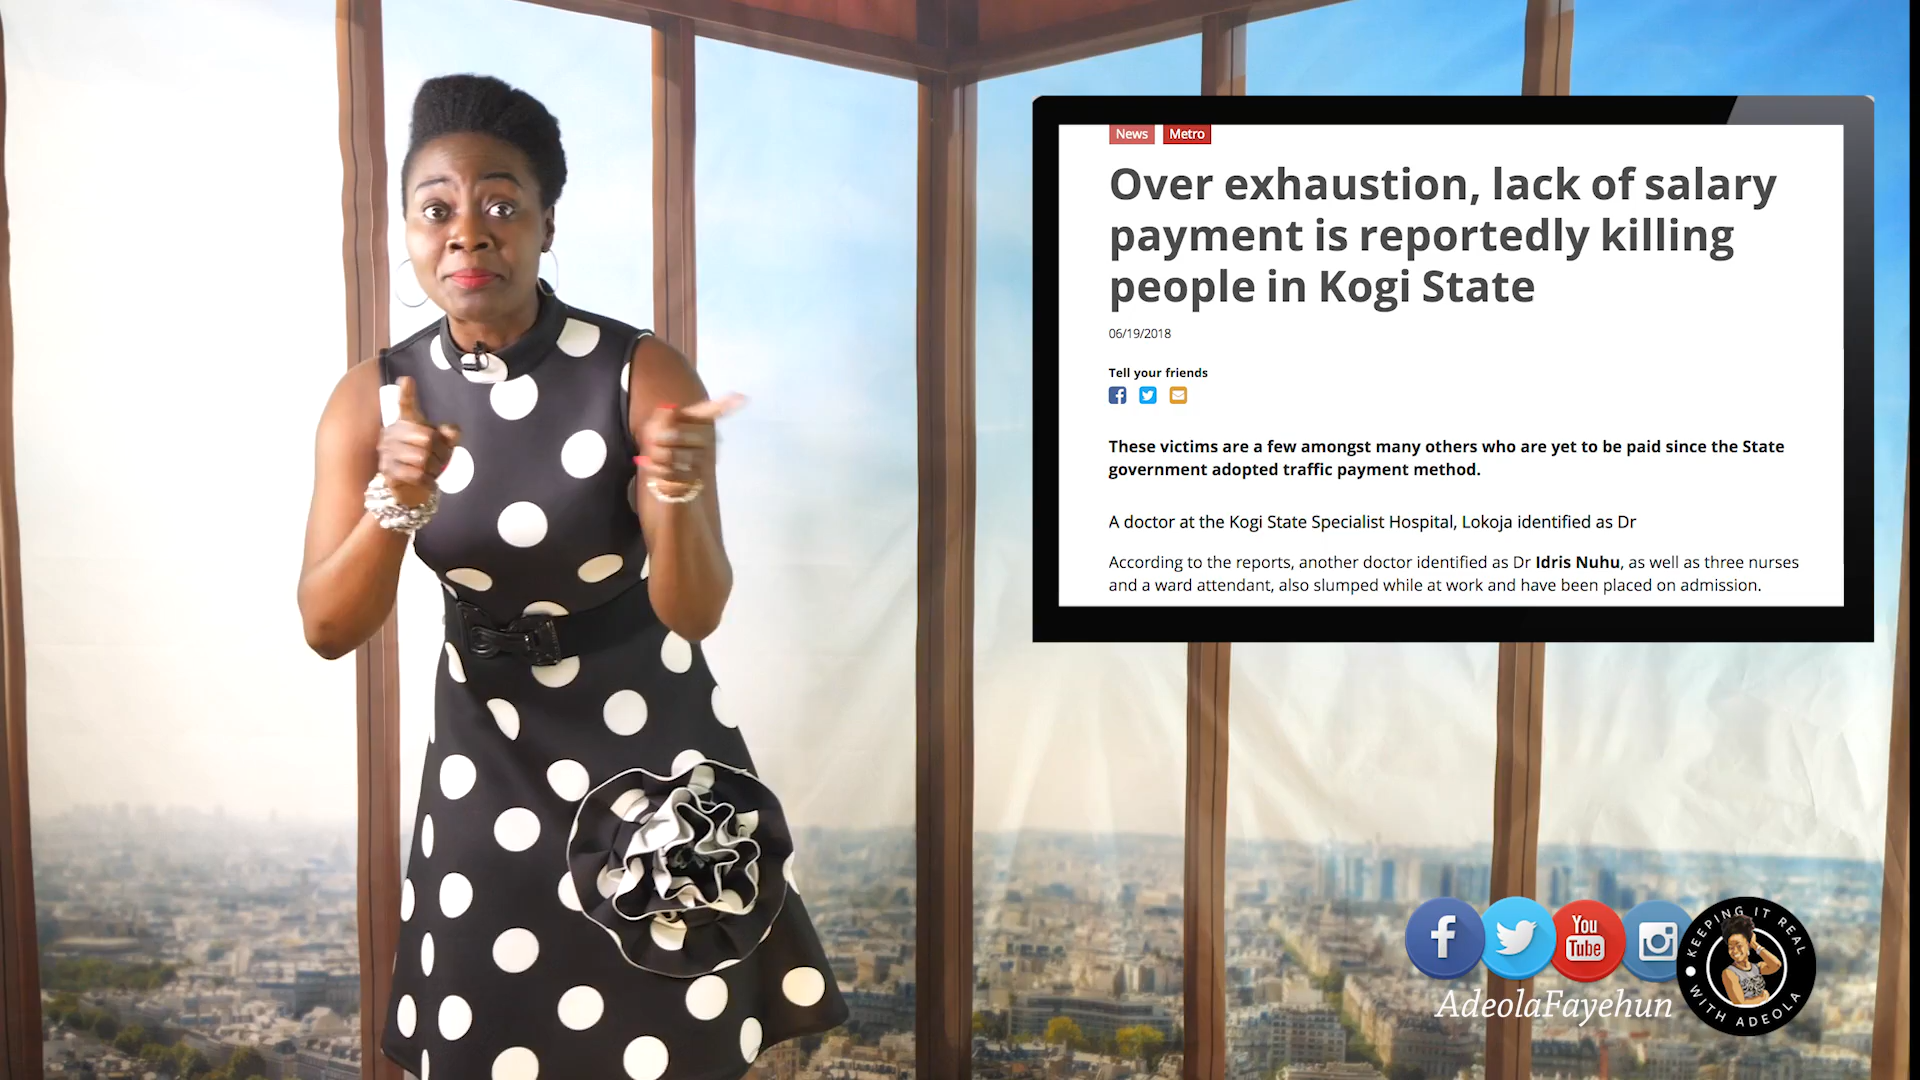 News Metro
Over exhaustion, lack of salary
payment is reportedly killing
people in Kogi State
06/19/2018
Tell your friends
These victims are a few amongst many others who are yet to be paid since the State
government adopted traffic payment method.
A doctor at the Kogi State Specialist Hospital, Lokoja identified as Dr
According to the reports, another doctor identified as Dr Idris Nuhu, as well as three nurses
and a ward attendant, also slumped while at work and have been placed on admission.
You
Tube
AdeolaFayehun
KEEPING IT REAL
WITH ADEOLA